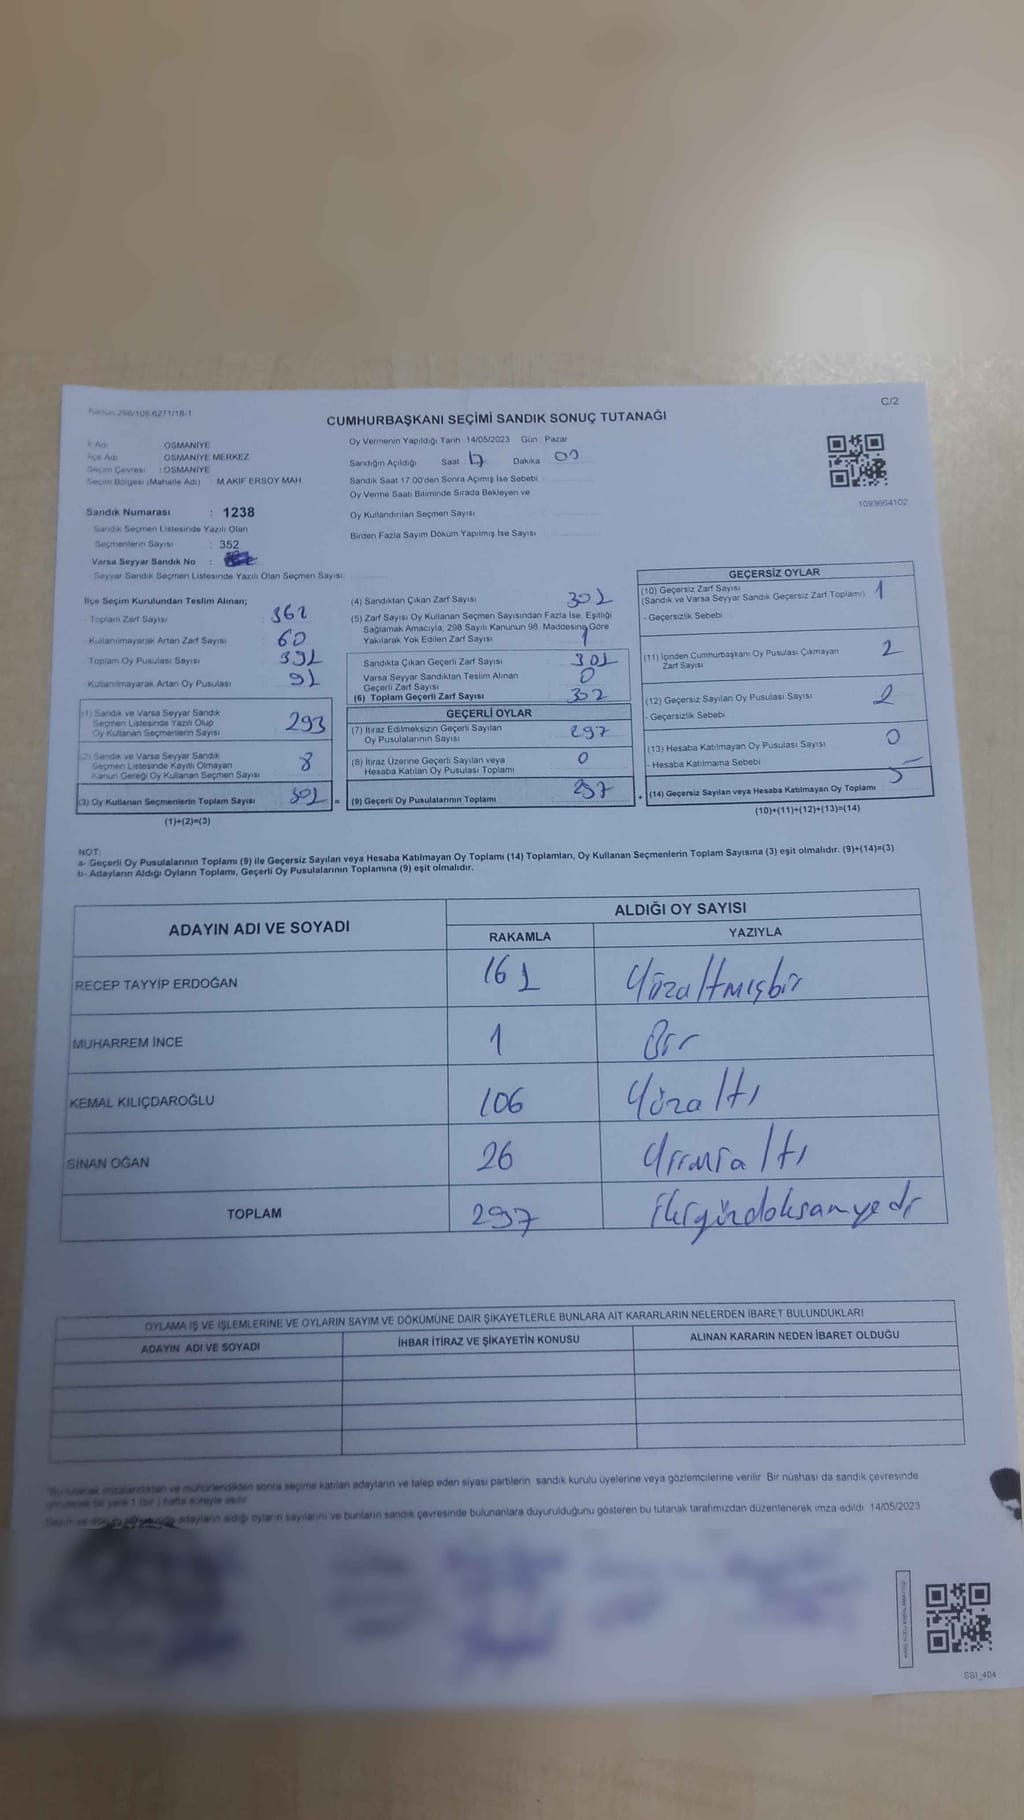 Kanun 298/105 6271/18-1
C/2
CUMHURBAŞKANI SEÇİMİ SANDIK SONUÇ TUTANAĞI
İl Adı OSMANİYE
İlçe Adı OSMANİYE MERKEZ
Seçim Çevresi : OSMANİYE
Seçim Bölgesi (Mahalle Adı) M.AKİF ERSOY MAH.
Sandık Numarası : 1238
Sandık Seçmen Listesinde Yazılı Olan
Seçmenlerin Sayısı : 352
Varsa Seyyar Sandık No :
Seyyar Sandık Seçmen Listesinde Yazılı Olan Seçmen Sayısı
Oy Vermenin Yapıldığı Tarih 14/05/2023 Gün Pazar
Sandığın Açıldığı Saat 17 Dakika 00
Sandık Saat 17.00'den Sonra Açımış İse Sebebi
Oy Verme Saati Bitiminde Sırada Bekleyen ve
Oy Kullandırılan Seçmen Sayısı
Birden Fazla Sayım Döküm Yapılmış İse Sayısı
1093664102
İlçe Seçim Kurulundan Teslim Alınan;
Toplam Zarf Sayısı 362
- Kullanılmayarak Artan Zarf Sayısı 60
Toplam Oy Pusulası Sayısı 391
- Kullanılmayarak Artan Oy Pusulası 91
(1) Sandık ve Varsa Seyyar Sandık
Seçmen Listesinde Yazılı Olup
Oy Kullanan Seçmenlerin Sayısı 293
(2) Sandık ve Varsa Seyyar Sandık
Seçmen Listesinde Kayıtlı Olmayan
Kanun Gereği Oy Kullanan Seçmen Sayısı 8
(3) Oy Kullanan Seçmenlerin Toplam Sayısı 301 =
(1)+(2)=(3)
(4) Sandıktan Çıkan Zarf Sayısı 301
(5) Zarf Sayısı Oy Kullanan Seçmen Sayısından Fazla İse, Eşitliği
Sağlamak Amacıyla; 298 Sayılı Kanunun 98. Maddesine Göre
Yakılarak Yok Edilen Zarf Sayısı 1
Sandıkta Çıkan Geçerli Zarf Sayısı 301
Varsa Seyyar Sandıktan Teslim Alınan 0
Geçerli Zarf Sayısı
(6) Toplam Geçerli Zarf Sayısı 302
GEÇERLİ OYLAR
(7) İtiraz Edilmeksizin Geçerli Sayılan
Oy Pusulalarının Sayısı 297
(8) İtiraz Üzerine Geçerli Sayılan veya
Hesaba Katılan Oy Pusulası Toplamı 0
(9) Geçerli Oy Pusulalarının Toplamı 297 +
GEÇERSİZ OYLAR
(10) Geçersiz Zarf Sayısı
(Sandık ve Varsa Seyyar Sandık Geçersiz Zarf Toplamı) 1
- Geçersizlik Sebebi
(11) İçinden Cumhurbaşkanı Oy Pusulası Çıkmayan
Zarf Sayısı 2
(12) Geçersiz Sayılan Oy Pusulası Sayısı 2
- Geçersizlik Sebebi
(13) Hesaba Katılmayan Oy Pusulası Sayısı 0
- Hesaba Katılmama Sebebi
(14) Geçersiz Sayılan veya Hesaba Katılmayan Oy Toplamı 5
(10)+(11)+(12)+(13)=(14)
NOT:
a- Geçerli Oy Pusulalarının Toplamı (9) ile Geçersiz Sayılan veya Hesaba Katılmayan Oy Toplamı (14) Toplamları, Oy Kullanan Seçmenlerin Toplam Sayısına (3) eşit olmalıdır. (9)+(14)=(3)
b- Adayların Aldığı Oyların Toplamı, Geçerli Oy Pusulalarının Toplamına (9) eşit olmalıdır.
ADAYIN ADI VE SOYADI
ALDIĞI OY SAYISI
RAKAMLA YAZIYLA
RECEP TAYYİP ERDOĞAN 161 Yüzaltmışbir
MUHARREM İNCE 1 Bir
KEMAL KILIÇDAROĞLU 106 Yüzaltı
SİNAN OĞAN 26 Yirmialtı
TOPLAM 297 ikiyüzdoksanyedi
OYLAMA İŞ VE İŞLEMLERİNE VE OYLARIN SAYIM VE DÖKÜMÜNE DAİR ŞİKAYETLERLE BUNLARA AİT KARARLARIN NELERDEN İBARET BULUNDUKLARI
ADAYIN ADI VE SOYADI İHBAR İTİRAZ VE ŞİKAYETİN KONUSU ALINAN KARARIN NEDEN İBARET OLDUĞU
*Bu tutanak imzalandıktan ve mühürlendikten sonra seçime katılan adayların ve talep eden siyasi partilerin sandık kurulu üyelerine veya gözlemcilerine verilir. Bir nüshası da sandık çevresinde
görülebilir bir yere 1 (bir) hafta süreyle asılır.
Sayım ve adayların aldığı oyların sayılarını ve bunların sandık çevresinde bulunanlara duyurulduğunu gösteren bu tutanak tarafımızdan düzenlenerek imza edildi. 14/05/2023
SSI_404